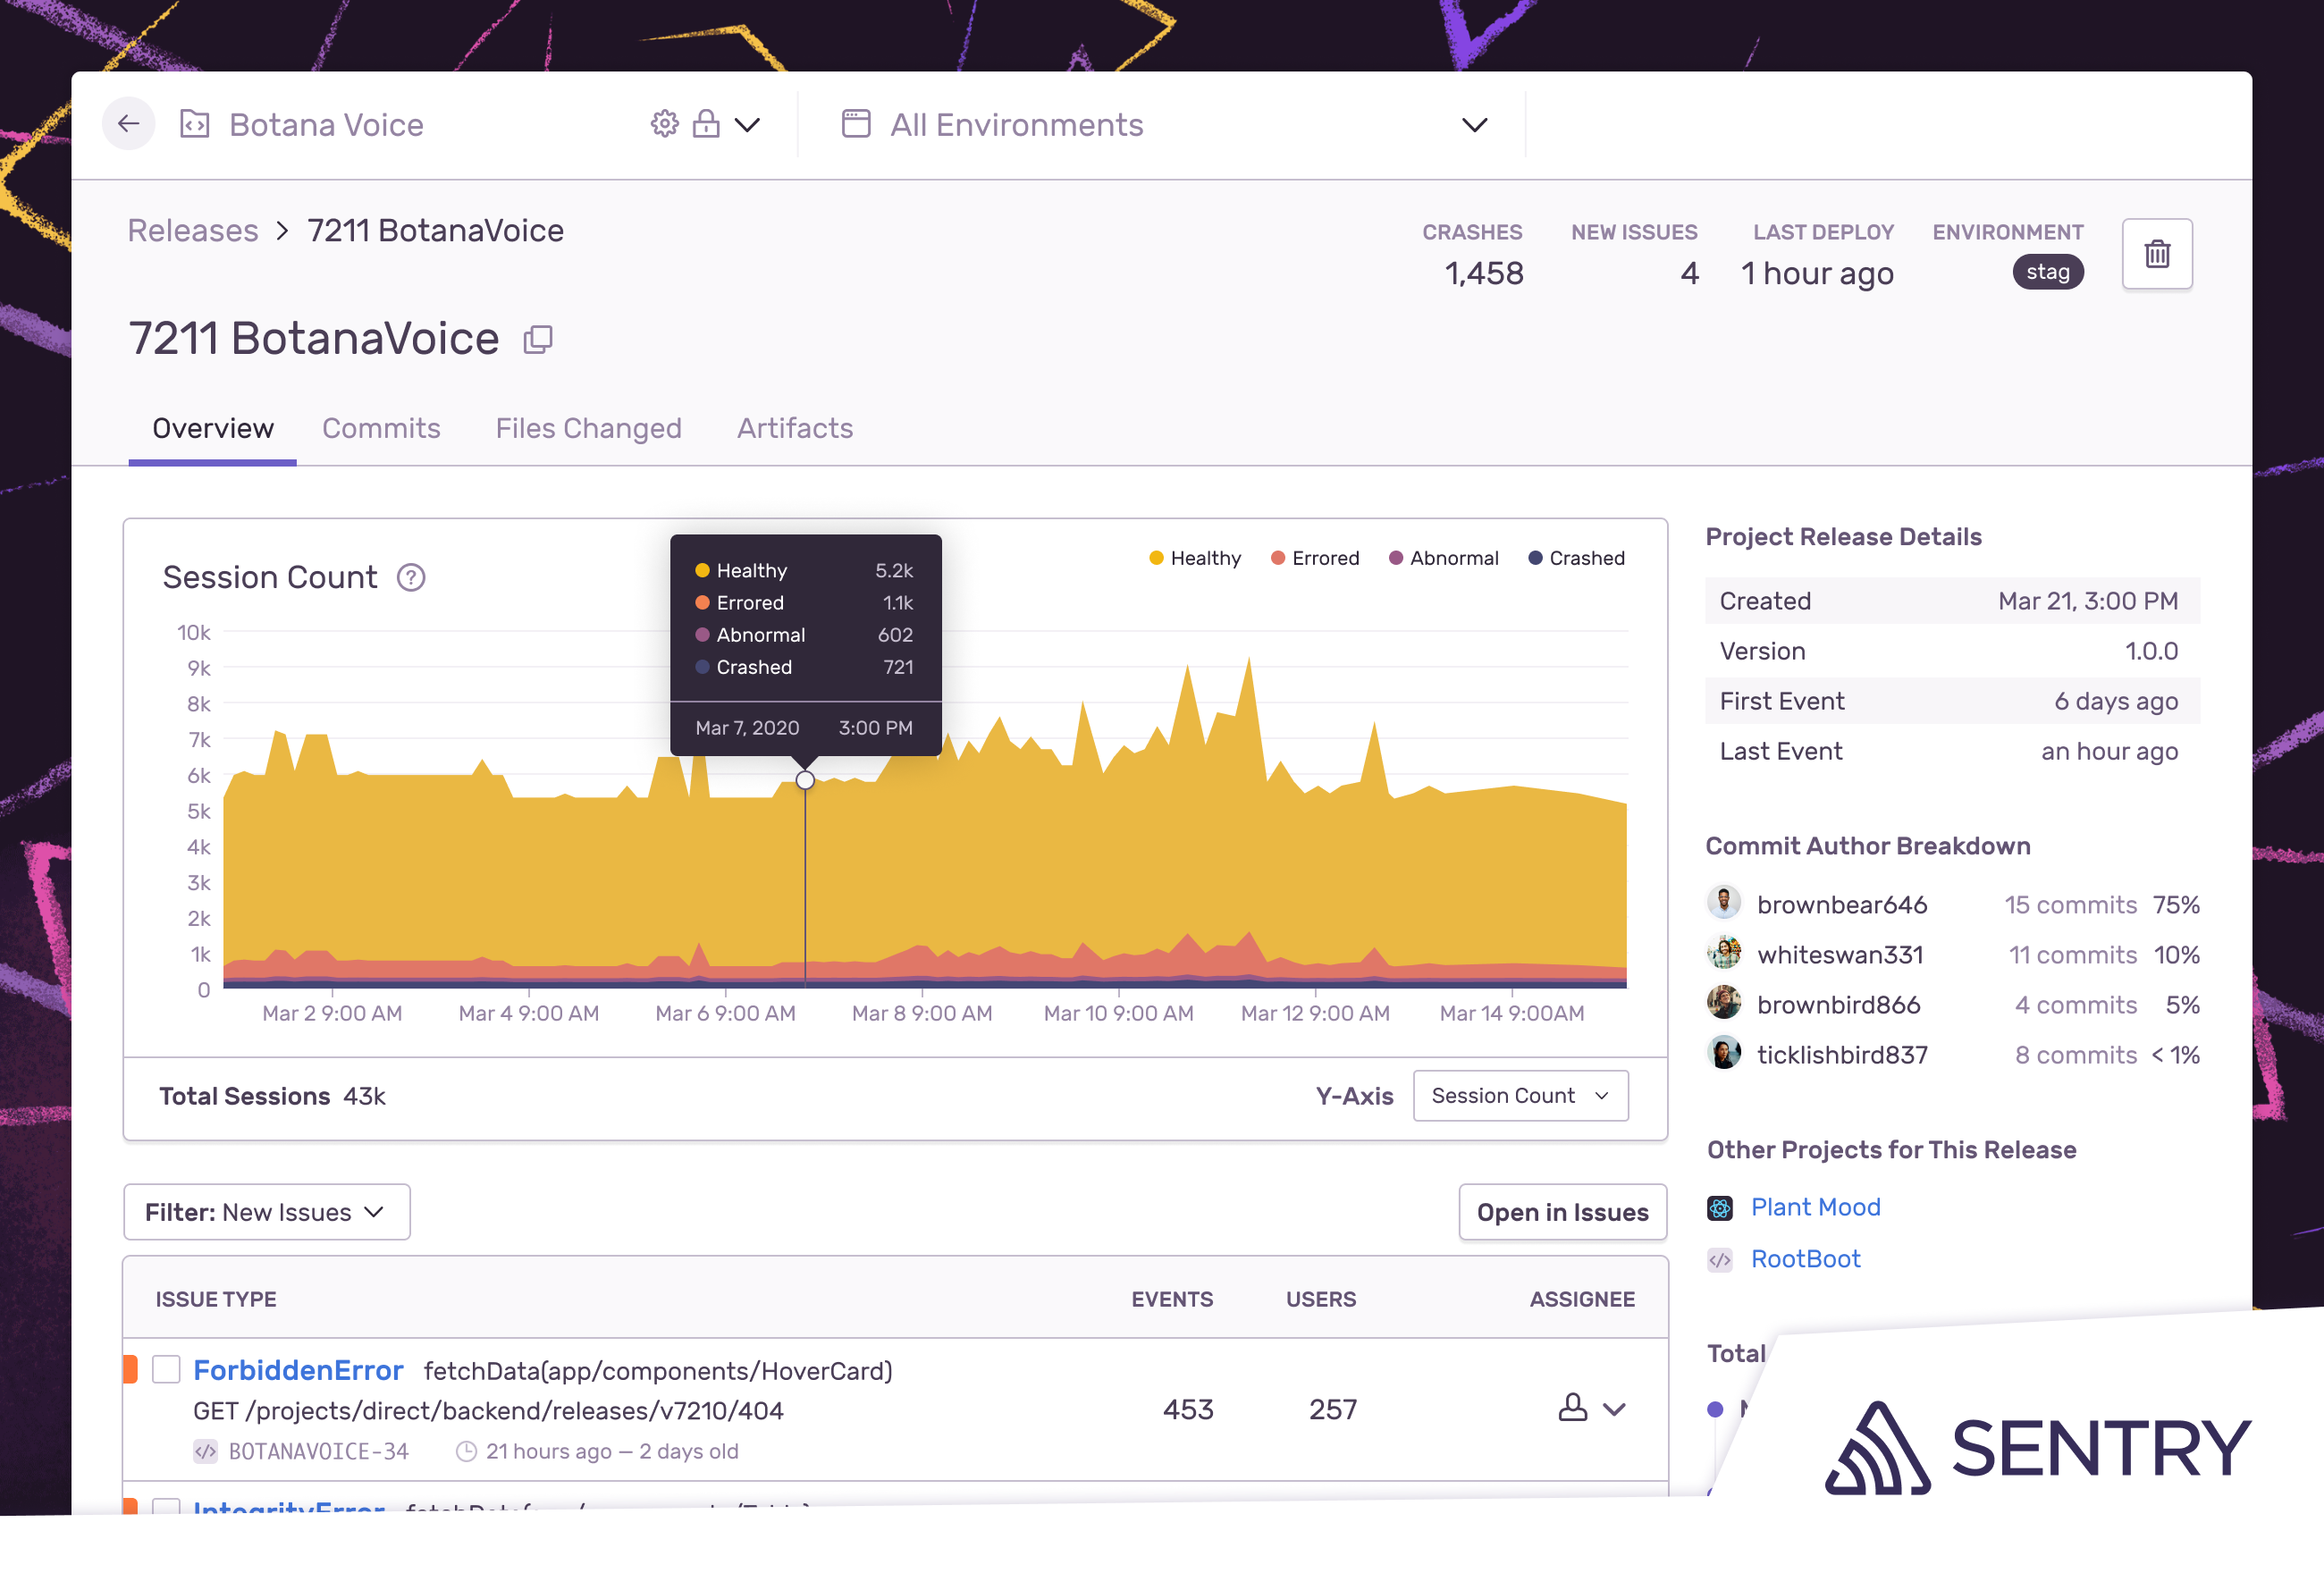 Botana Voice
All Environments
Releases > 7211 BotanaVoice
CRASHES NEW ISSUES LAST DEPLOY ENVIRONMENT
1,458 4 1 hour ago stag
7211 BotanaVoice
Overview Commits Files Changed Artifacts
Session Count ?
Healthy 5.2k
Errored 1.1k
Abnormal 602
Crashed 721
Mar 7, 2020 3:00 PM
Healthy Errored Abnormal Crashed
10k
9k
8k
7k
6k
5k
4k
3k
2k
1k
0
Mar 2 9:00 AM Mar 4 9:00 AM Mar 6 9:00 AM Mar 8 9:00 AM Mar 10 9:00 AM Mar 12 9:00 AM Mar 14 9:00AM
Total Sessions 43k
Y-Axis Session Count
Filter: New Issues
Open in Issues
ISSUE TYPE EVENTS USERS ASSIGNEE
ForbiddenError fetchData(app/components/HoverCard)
GET /projects/direct/backend/releases/v7210/404
453 257
BOTANAVOICE-34 21 hours ago — 2 days old
IntegrityError
Project Release Details
Created Mar 21, 3:00 PM
Version 1.0.0
First Event 6 days ago
Last Event an hour ago
Commit Author Breakdown
brownbear646 15 commits 75%
whiteswan331 11 commits 10%
brownbird866 4 commits 5%
ticklishbird837 8 commits < 1%
Other Projects for This Release
Plant Mood
RootBoot
Total
SENTRY